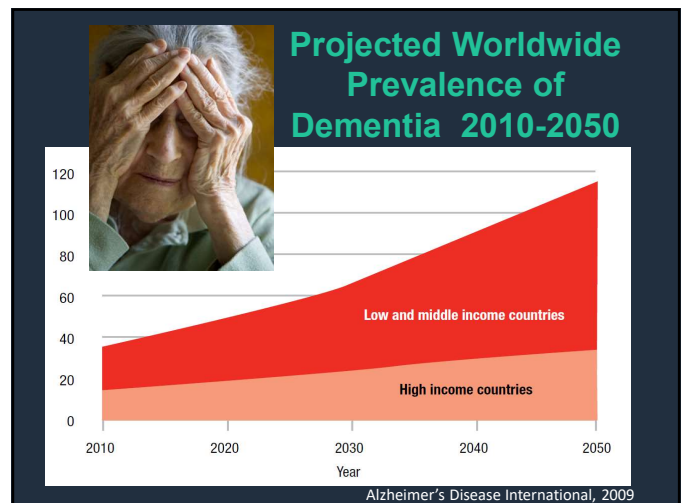 Projected Worldwide
Prevalence of
Dementia 2010-2050
120
100
80
60
40
20
0
Low and middle income countries
High income countries
2010 2020 2030 2040 2050
Year
Alzheimer's Disease International, 2009